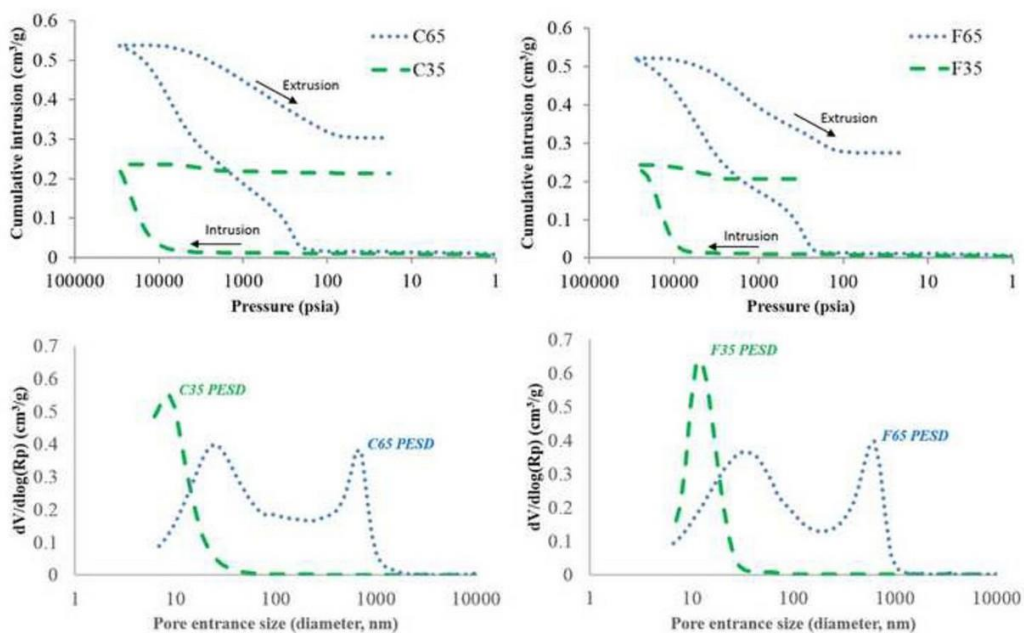 Cumulative intrusion (cm³/g)
0.6
0.5
0.4
0.3
0.2
0.1
0
C65
C35
Extrusion
Intrusion
100000 10000 1000 100 10 1
Pressure (psia)
Cumulative intrusion (cm³/g)
0.6
0.5
0.4
0.3
0.2
0.1
0
F65
F35
Extrusion
Intrusion
100000 10000 1000 100 10 1
Pressure (psia)
dV/dlog(Rp) (cm³/g)
0.7
0.6
0.5
0.4
0.3
0.2
0.1
0
C35 PESD
C65 PESD
1 10 100 1000 10000
Pore entrance size (diameter, nm)
dV/dlog(Rp) (cm³/g)
0.7
0.6
0.5
0.4
0.3
0.2
0.1
0
F35 PESD
F65 PESD
1 10 100 1000 10000
Pore entrance size (diameter, nm)